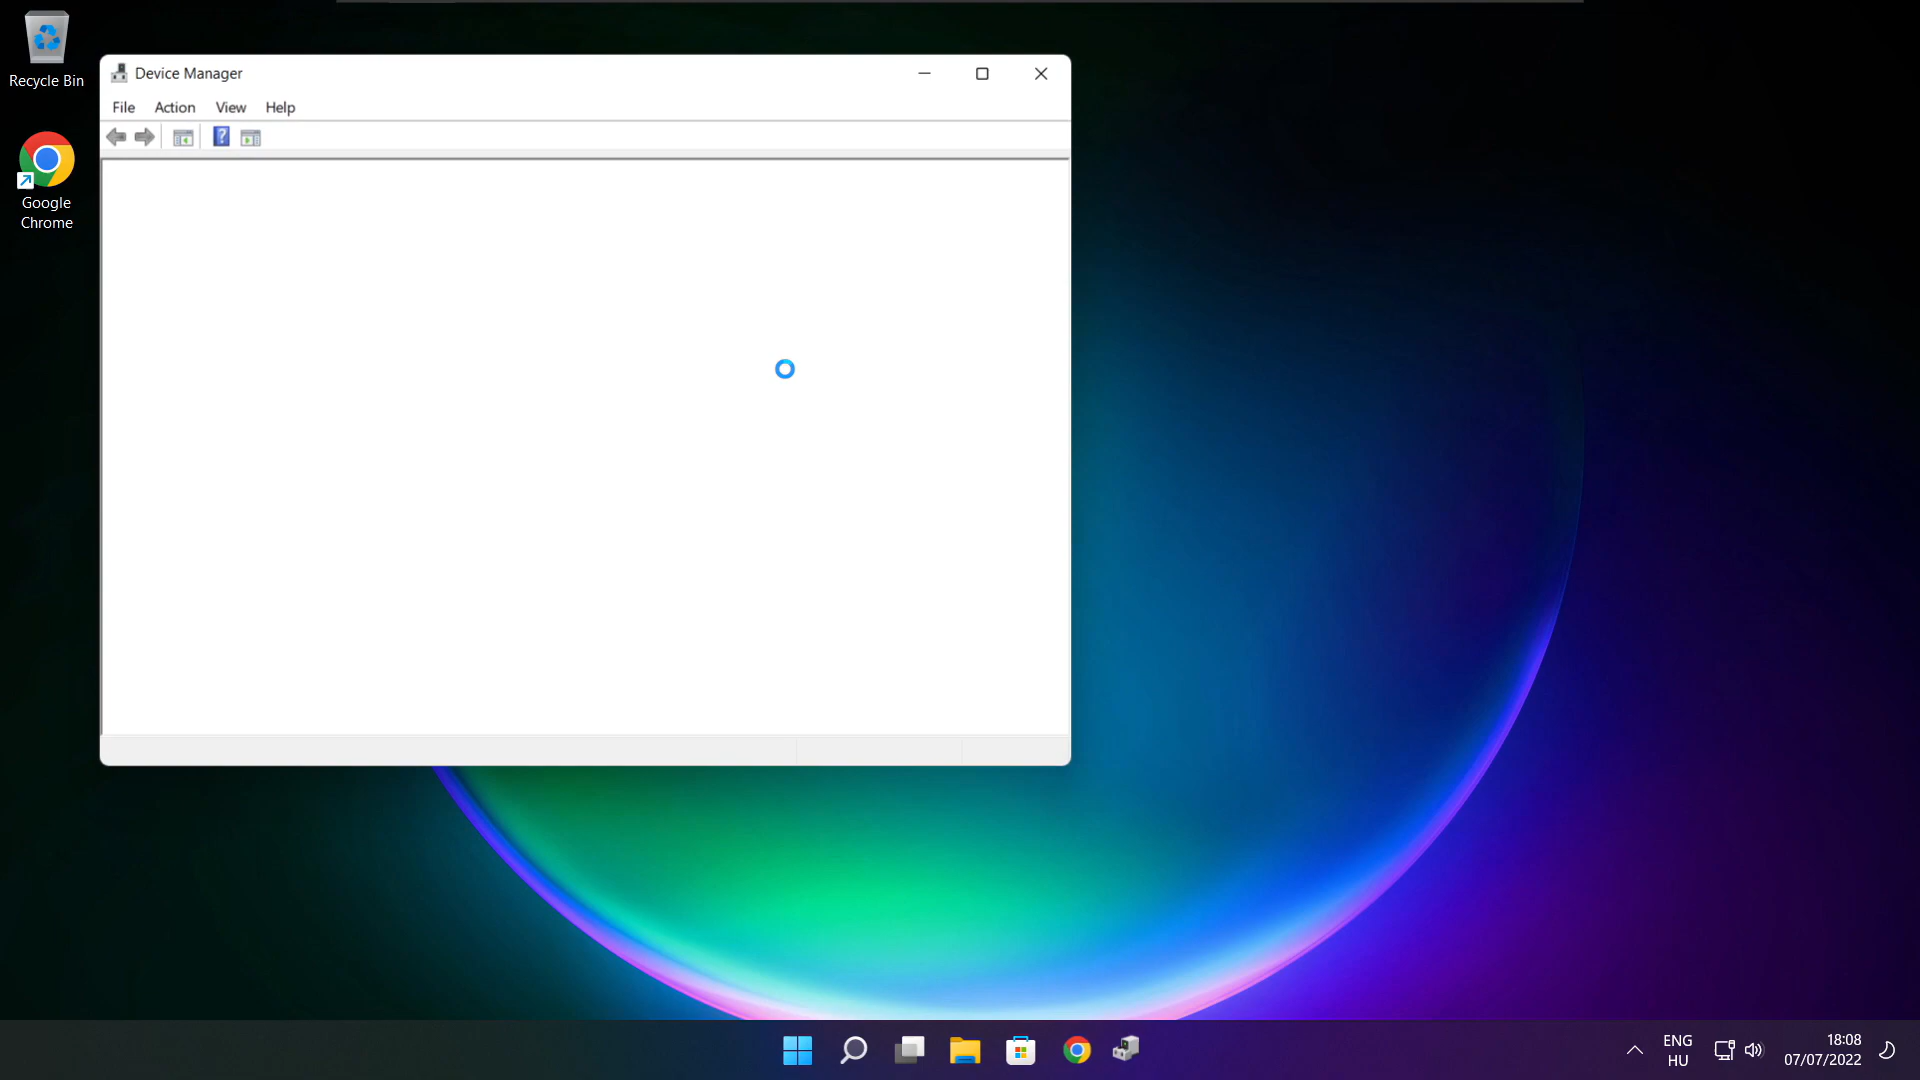 Recycle Bin
Device Manager
File Action View Help
Google
Chrome
ENG
HU
18:08
07/07/2022